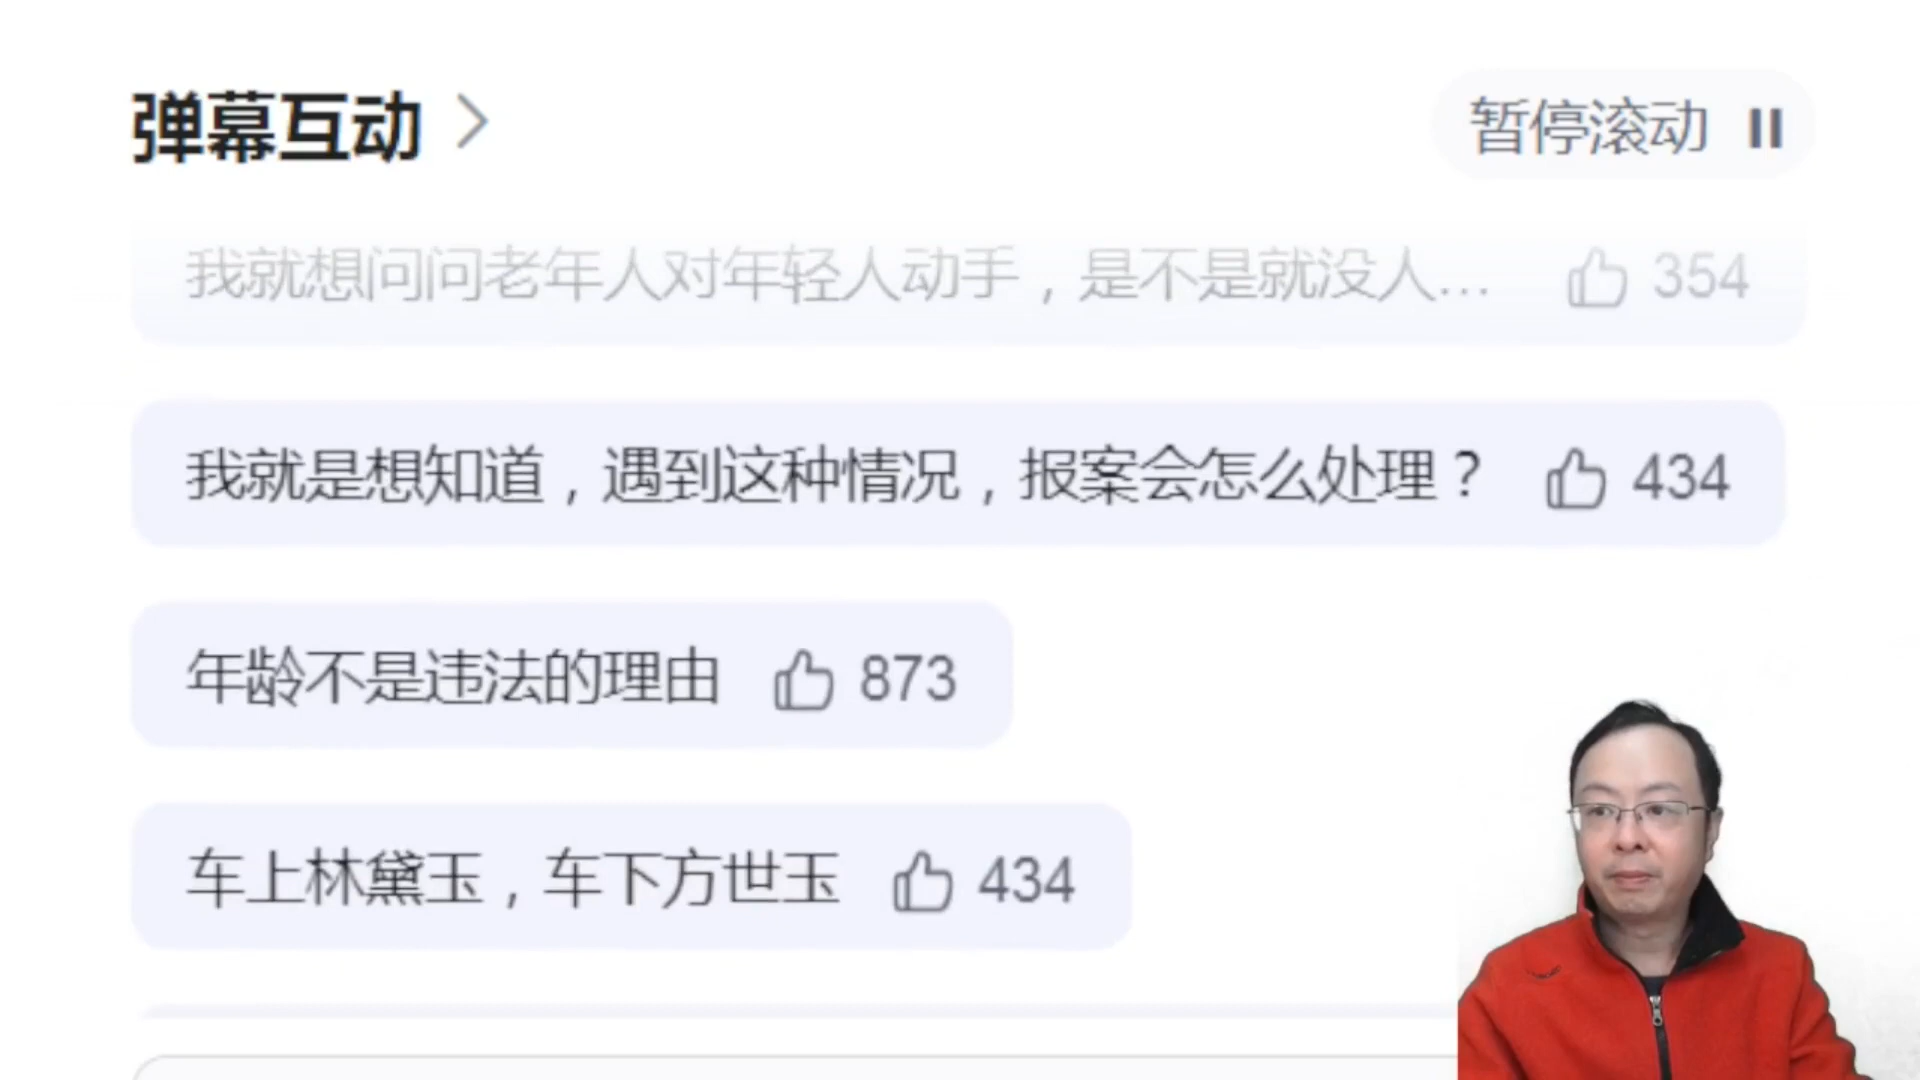 弹幕互动
暂停滚动
我就想问问老年人对年轻人动手，是不是就没人... 354
我就是想知道，遇到这种情况，报案会怎么处理？ 434
年龄不是违法的理由 873
车上林黛玉，车下方世玉 434